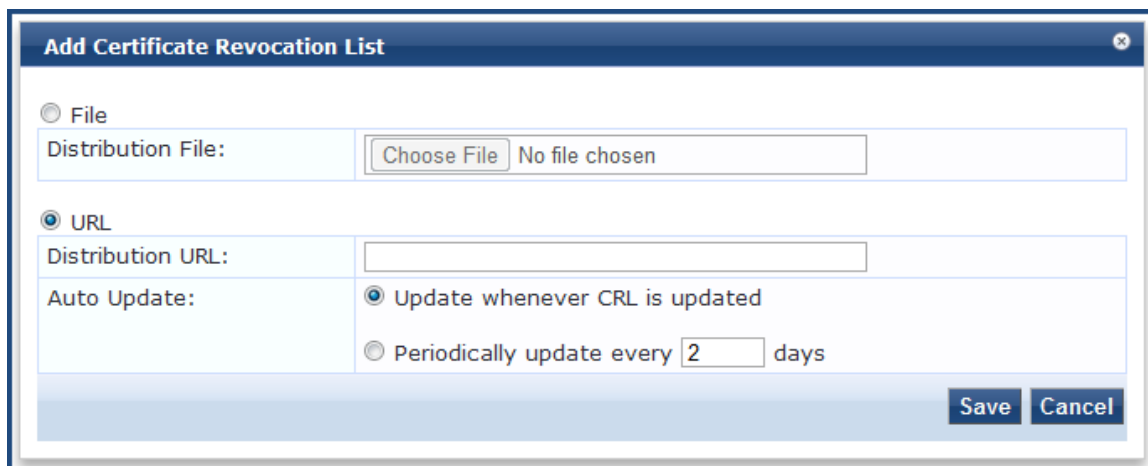 Add Certificate Revocation List
File
Distribution File: Choose File No file chosen
URL
Distribution URL:
Auto Update: Update whenever CRL is updated
Periodically update every 2 days
Save Cancel